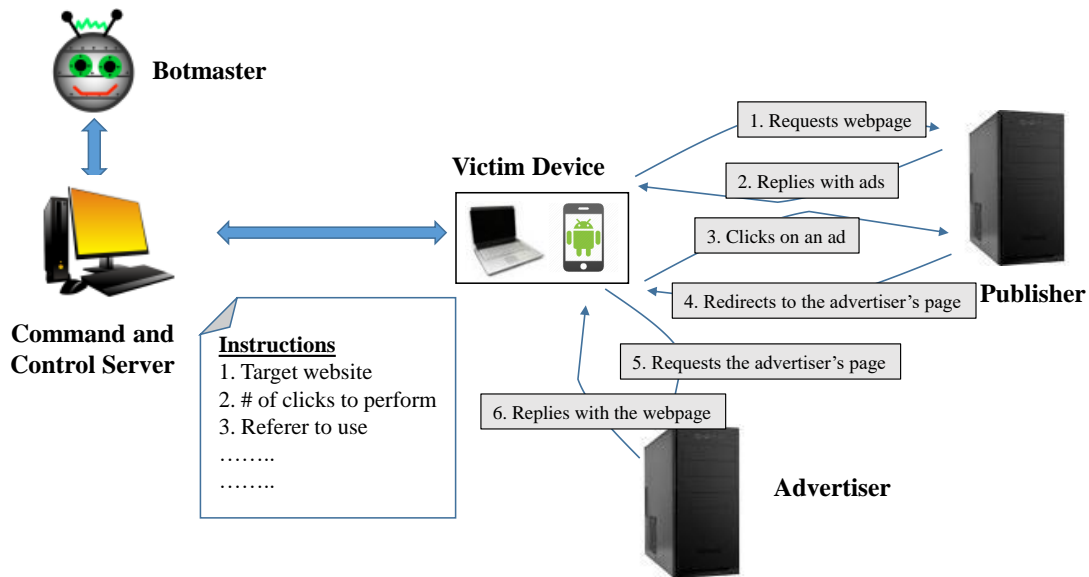 Botmaster
1. Requests webpage
Victim Device
2. Replies with ads
3. Clicks on an ad
4. Redirects to the advertiser’s page
Publisher
Command and
Control Server
Instructions
1. Target website
2. # of clicks to perform
3. Referer to use
……..
……..
5. Requests the advertiser’s page
6. Replies with the webpage
Advertiser